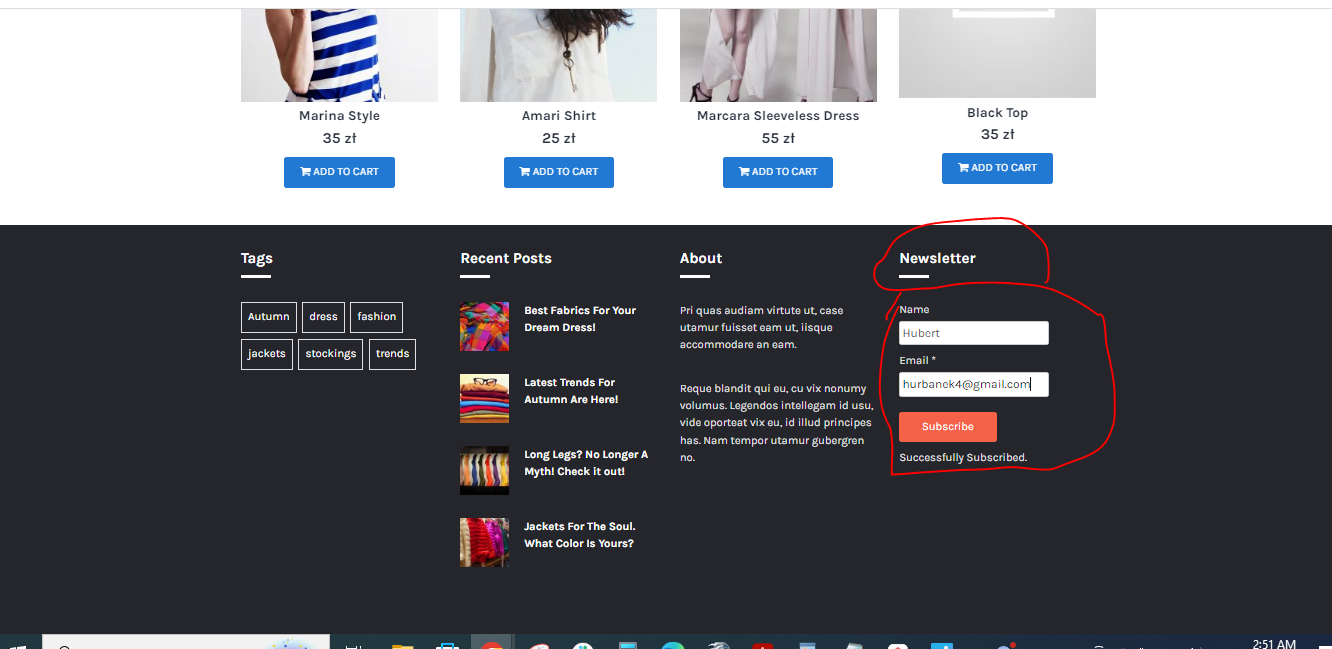 Marina Style
35 zł
ADD TO CART
Amari Shirt
25 zł
ADD TO CART
Marcara Sleeveless Dress
55 zł
ADD TO CART
Black Top
35 zł
ADD TO CART
Tags
Autumn
dress
fashion
jackets
stockings
trends
Recent Posts
Best Fabrics For Your
Dream Dress!
Latest Trends For
Autumn Are Here!
Long Legs? No Longer A
Myth! Check it out!
Jackets For The Soul.
What Color Is Yours?
About
Pri quas audiam virtute ut, case
utamur fuisset eam ut, iisque
accommodare an eam.
Reque blandit qui eu, cu vix nonumy
volumus. Legendos intellegam id usu,
vide oporteat vix eu, id illud principes
has. Nam tempor utamur gubergren
no.
Newsletter
Name
Hubert
Email *
hurbanek4@gmail.com
Subscribe
Successfully Subscribed.
2:51 AM